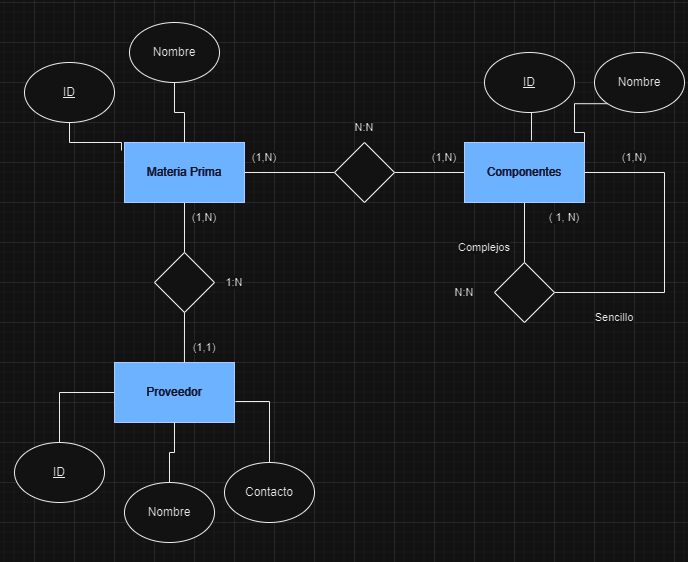 Nombre
ID
ID
Nombre
N:N
(1,N)
(1,N)
(1,N)
Materia Prima
Componentes
(1,N)
( 1, N)
Complejos
1:N
N:N
Sencillo
(1,1)
Proveedor
ID
Contacto
Nombre